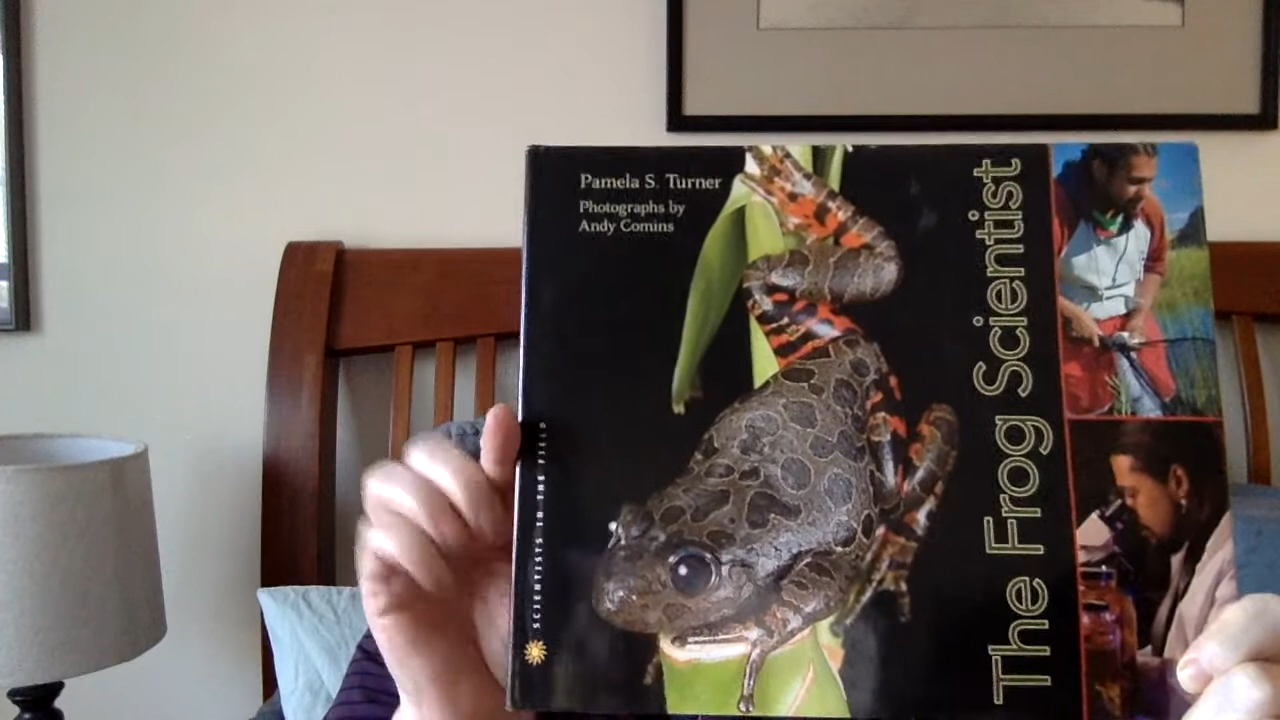 Pamela S. Turner
Photographs by
Andy Comins
The Frog Scientist
SCIENTISTS IN THE FIELD